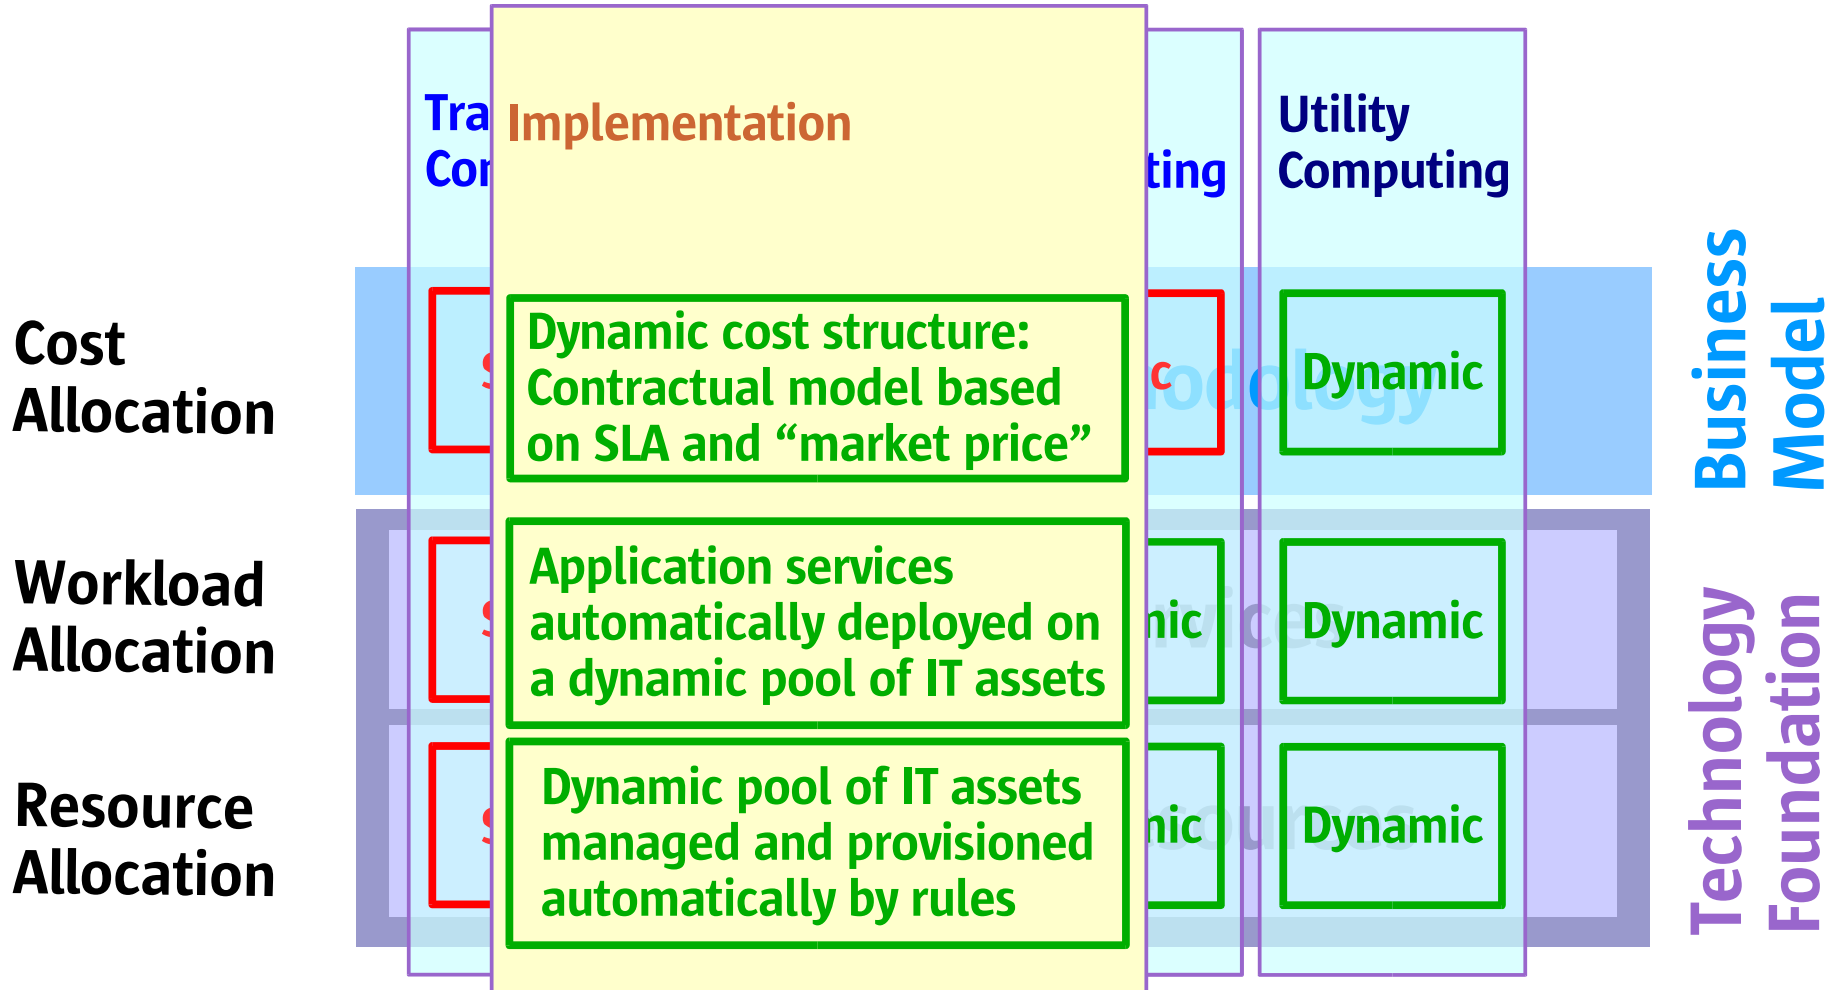 Implementation
Utility
Computing
Cost
Allocation
Dynamic cost structure:
Contractual model based
on SLA and “market price”
Dynamic
Workload
Allocation
Application services
automatically deployed on
a dynamic pool of IT assets
Dynamic
Resource
Allocation
Dynamic pool of IT assets
managed and provisioned
automatically by rules
Dynamic
Business
Model
Technology
Foundation